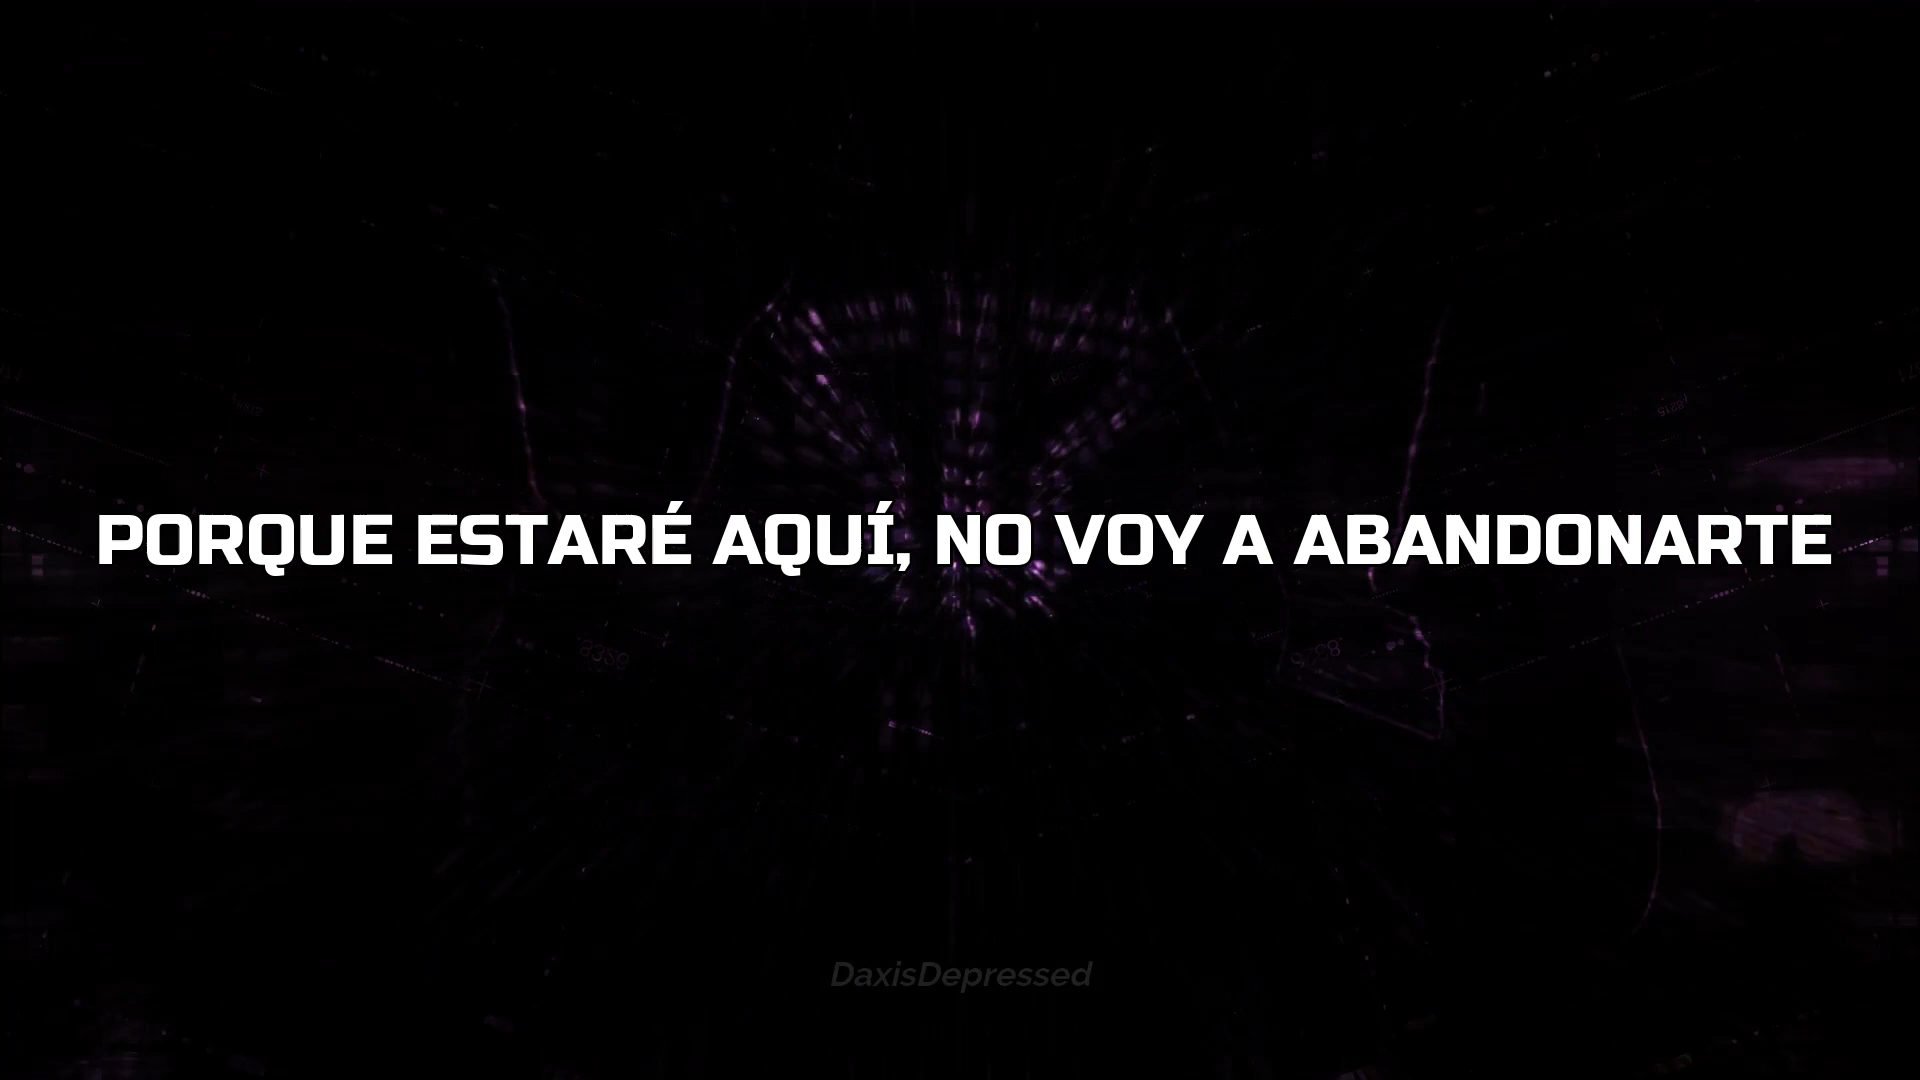 PORQUE ESTARÉ AQUÍ, NO VOY A ABANDONARTE
DaxisDepressed